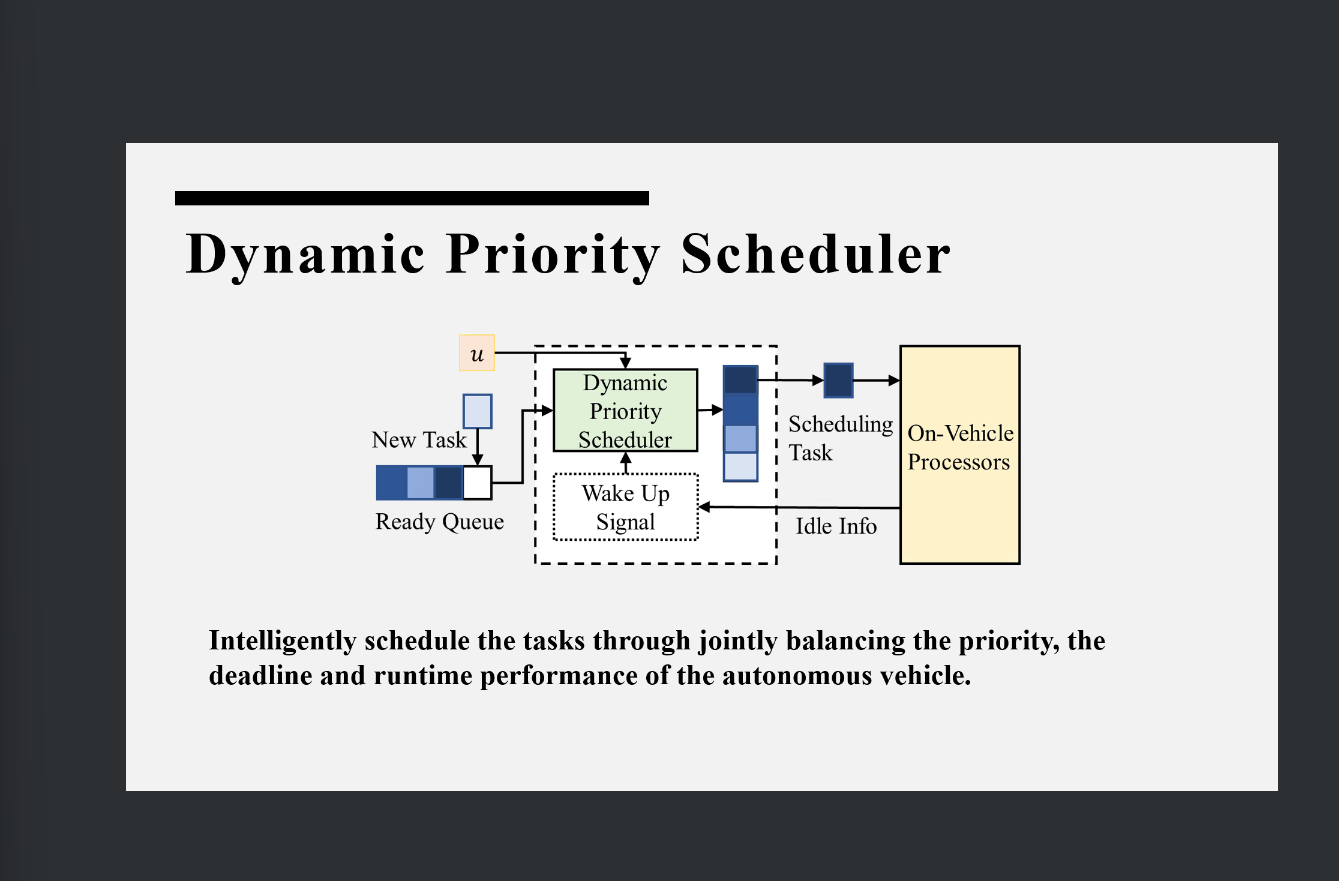 Dynamic Priority Scheduler
u
New Task
Ready Queue
Dynamic
Priority
Scheduler
Wake Up
Signal
Scheduling
Task
Idle Info
On-Vehicle
Processors
Intelligently schedule the tasks through jointly balancing the priority, the
deadline and runtime performance of the autonomous vehicle.